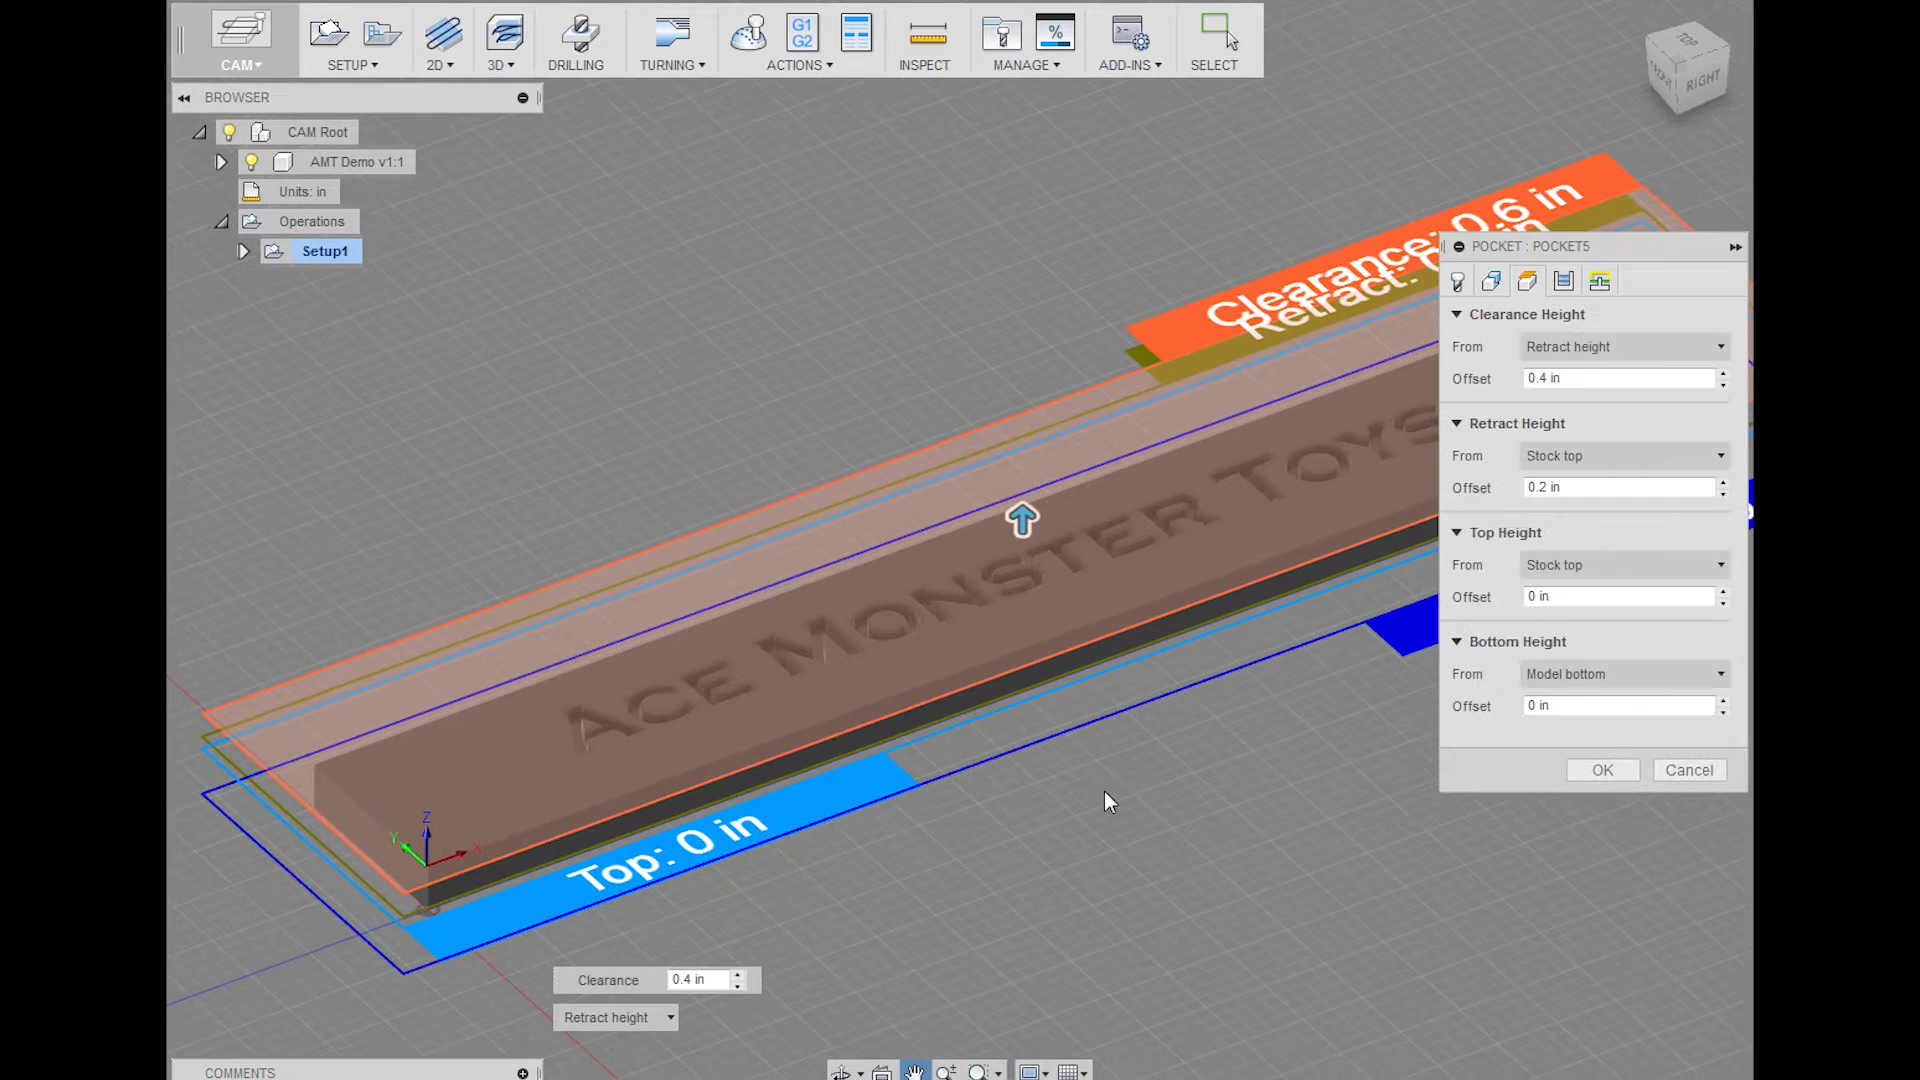 G1
G2
%
CAM▾
SETUP ▾
2D ▾
3D ▾
DRILLING
TURNING ▾
ACTIONS ▾
INSPECT
MANAGE ▾
ADD-INS ▾
SELECT
TOP
RIGHT
BROWSER
CAM Root
AMT Demo v1:1
Units: in
Operations
Setup1
Clearance: 0.6 in
Retract:
in
ACE MONSTER TOYS
Top: 0 in
Z
Y
X
POCKET : POCKET5
Clearance Height
From Retract height
Offset 0.4 in
Retract Height
From Stock top
Offset 0.2 in
Top Height
From Stock top
Offset 0 in
Bottom Height
From Model bottom
Offset 0 in
OK Cancel
Clearance 0.4 in
Retract height
COMMENTS